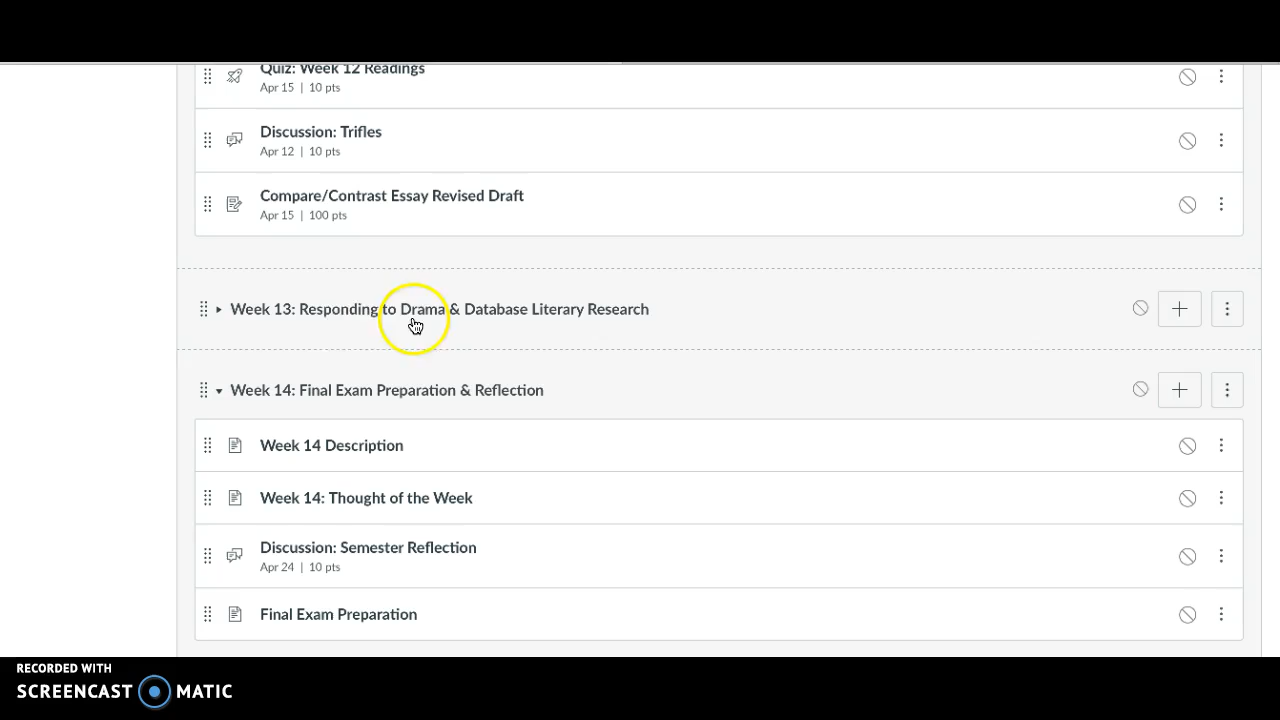 Quiz: Week 12 Readings
Apr 15 | 10 pts
Discussion: Trifles
Apr 12 | 10 pts
Compare/Contrast Essay Revised Draft
Apr 15 | 100 pts
Week 13: Responding to Drama & Database Literary Research
Week 14: Final Exam Preparation & Reflection
Week 14 Description
Week 14: Thought of the Week
Discussion: Semester Reflection
Apr 24 | 10 pts
Final Exam Preparation
RECORDED WITH
SCREENCAST MATIC